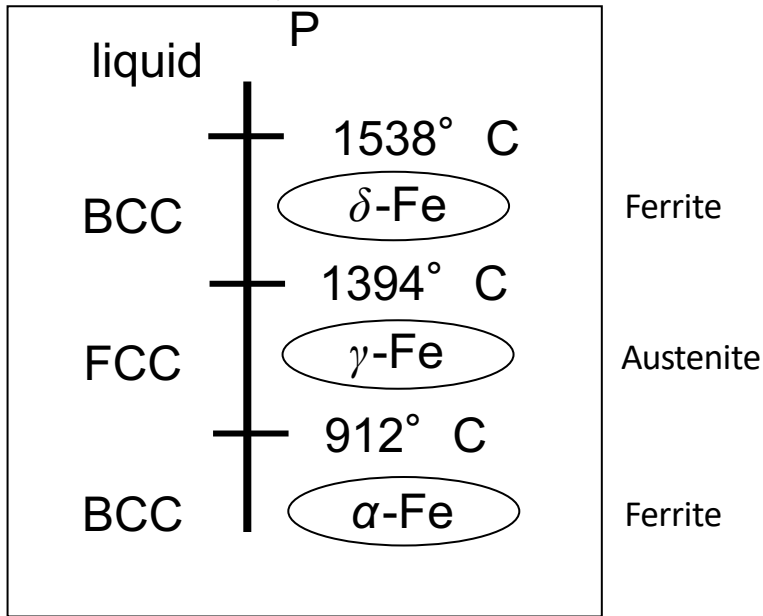 P
liquid
1538° C
BCC δ-Fe Ferrite
1394° C
FCC γ-Fe Austenite
912° C
BCC α-Fe Ferrite